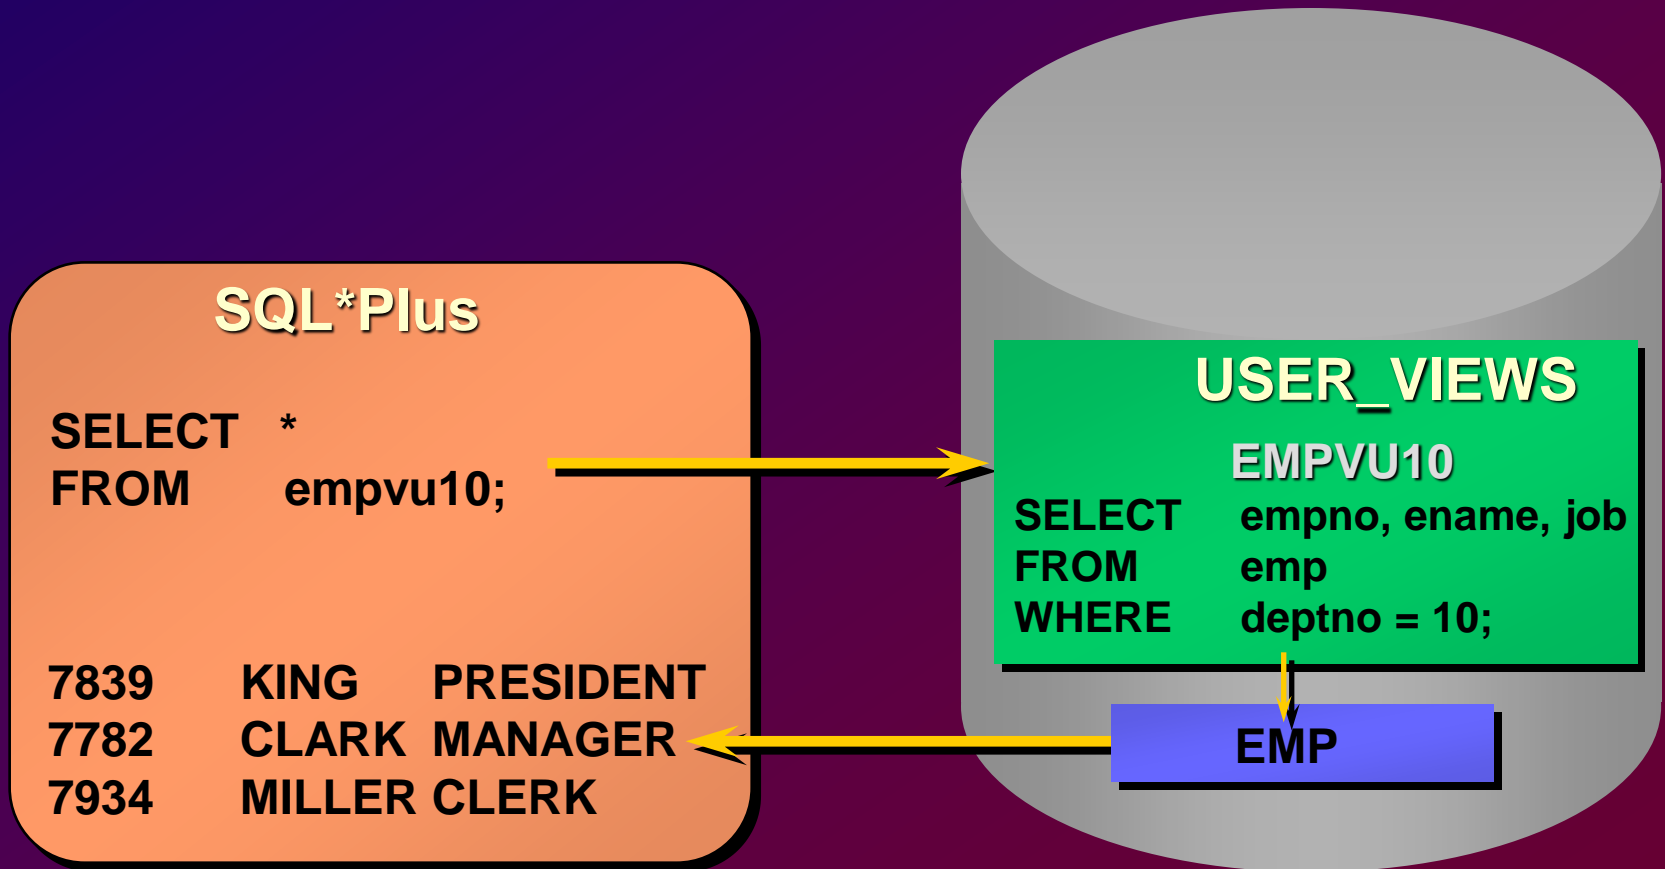 SQL*Plus
SELECT *
FROM empvu10;
7839 KING PRESIDENT
7782 CLARK MANAGER
7934 MILLER CLERK
USER_VIEWS
EMPVU10
SELECT empno, ename, job
FROM emp
WHERE deptno = 10;
EMP